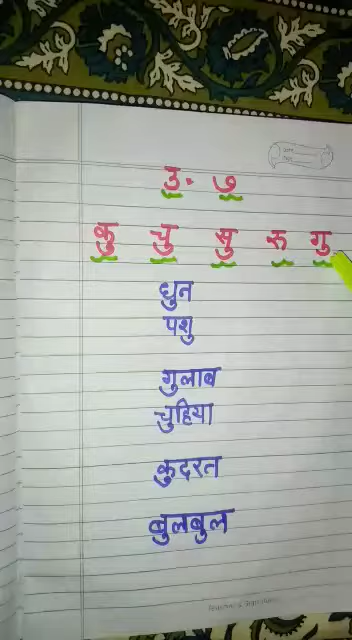 उ - ु
कु चु सु रु गु
धुन
पशु
गुलाब
चुहिया
कुदरत
बुलबुल